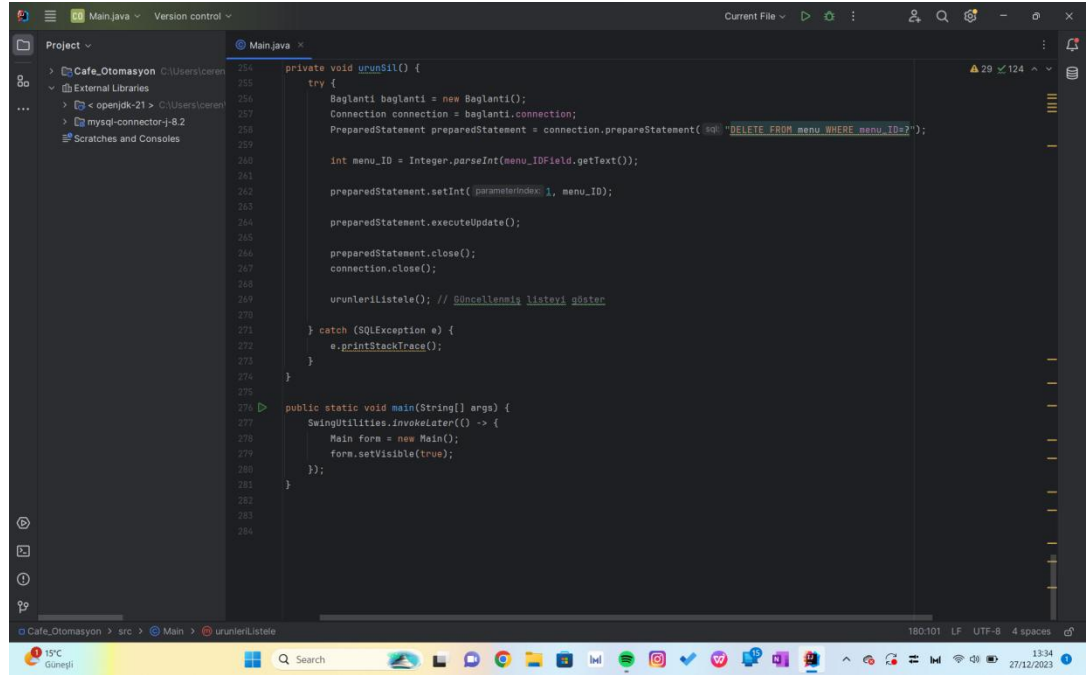 CO Main.java Version control Current File
Project
Main.java
Cafe_Otomasyon C:\Users\ceren
External Libraries
< openjdk-21 > C:\Users\ceren\
mysql-connector-j-8.2
Scratches and Consoles
29 124
254 private void urunSil() {
255 try {
256 Baglanti baglanti = new Baglanti();
257 Connection connection = baglanti.connection;
258 PreparedStatement preparedStatement = connection.prepareStatement( sql: "DELETE FROM menu WHERE menu_ID=?");
259
260 int menu_ID = Integer.parseInt(menu_IDField.getText());
261
262 preparedStatement.setInt( parameterIndex: 1, menu_ID);
263
264 preparedStatement.executeUpdate();
265
266 preparedStatement.close();
267 connection.close();
268
269 urunleriListele(); // Güncellenmiş listeyi göster
270
271 } catch (SQLException e) {
272 e.printStackTrace();
273 }
274 }
275
276 public static void main(String[] args) {
277 SwingUtilities.invokeLater(() -> {
278 Main form = new Main();
279 form.setVisible(true);
280 });
281 }
282
283
284
Cafe_Otomasyon > src > Main > urunleriListele
180:101 LF UTF-8 4 spaces
1 15°C
Güneşli
Search
15
13:34
27/12/2023
1